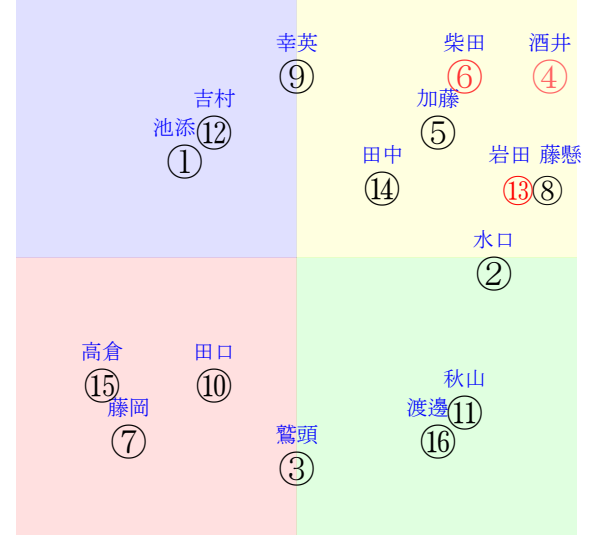 幸英 柴田 酒井
⑨ ⑥ ④
吉村 加藤
⑫ ⑤
池添
①
田中 岩田 藤懸
⑭ ⑬ ⑧
水口
②
高倉 田口 秋山
⑮ ⑩ ⑪
藤岡 渡邊
⑦ ⑯
鷲頭
③